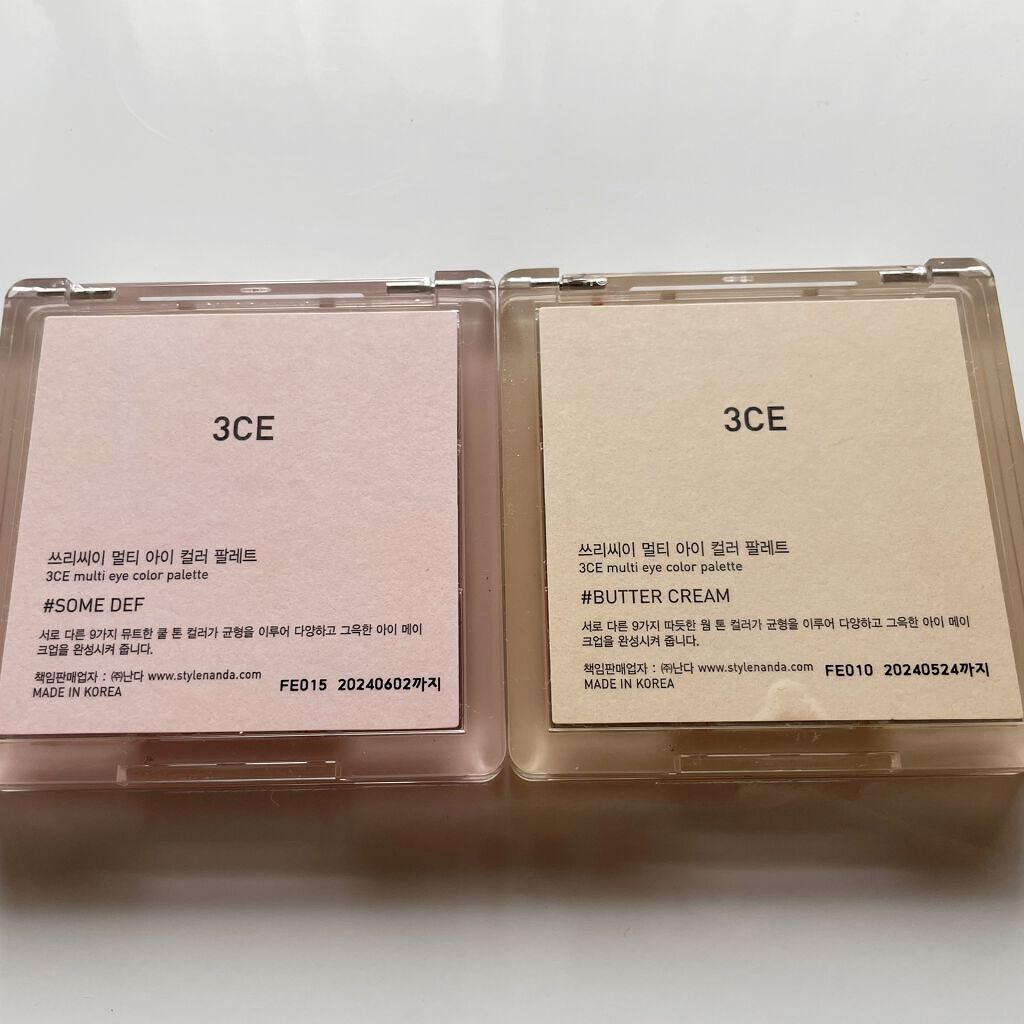 3CE
쓰리씨이 멀티 아이 컬러 팔레트
3CE multi eye color palette
#SOME DEF
서로 다른 9가지 뮤트한 쿨 톤 컬러가 균형을 이루어 다양하고 그윽한 아이 메이
크업을 완성시켜 줍니다.
책임판매업자 : ㈜난다 www.stylenanda.com
MADE IN KOREA
FE015 20240602까지
3CE
쓰리씨이 멀티 아이 컬러 팔레트
3CE multi eye color palette
#BUTTER CREAM
서로 다른 9가지 따듯한 웜 톤 컬러가 균형을 이루어 다양하고 그윽한 아이 메이
크업을 완성시켜 줍니다.
책임판매업자 : ㈜난다 www.stylenanda.com
MADE IN KOREA
FE010 20240524까지